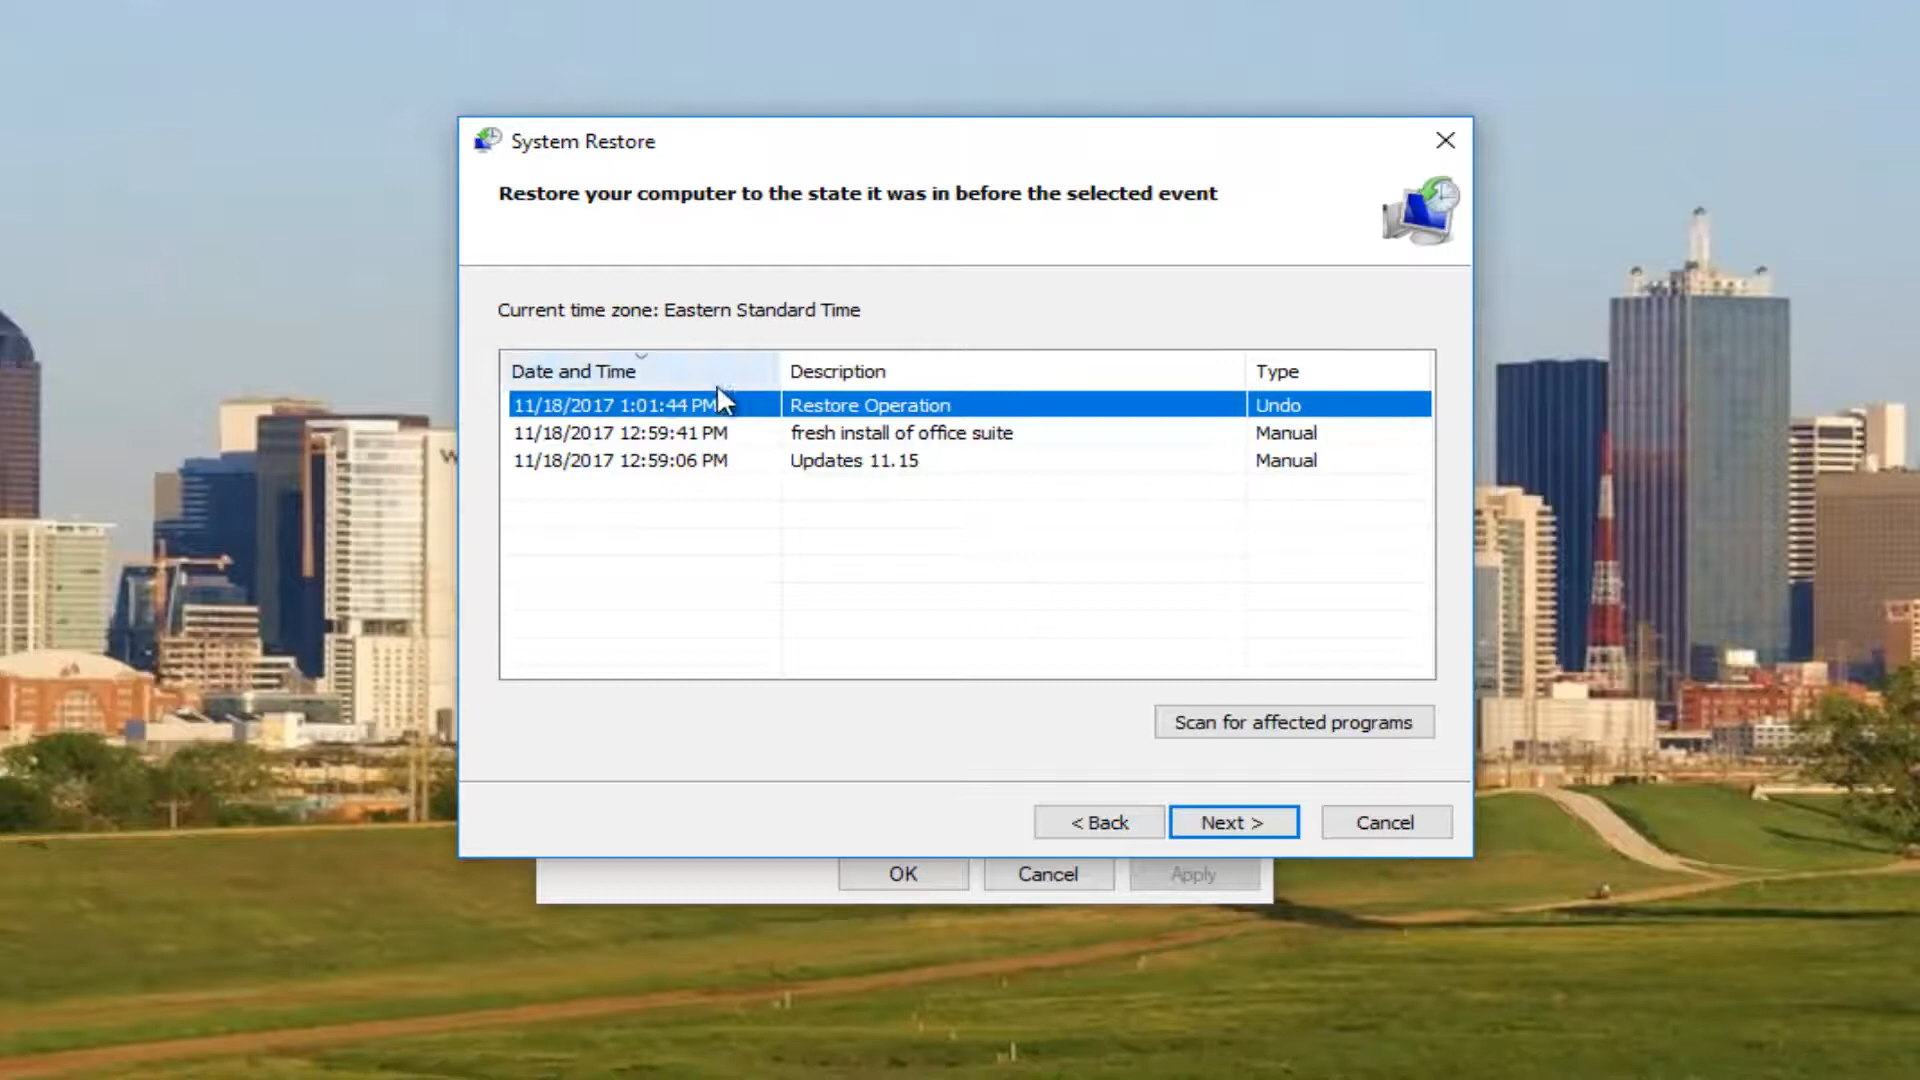 System Restore
Restore your computer to the state it was in before the selected event
Current time zone: Eastern Standard Time
Date and Time Description Type
11/18/2017 1:01:44 PM Restore Operation Undo
11/18/2017 12:59:41 PM fresh install of office suite Manual
11/18/2017 12:59:06 PM Updates 11.15 Manual
Scan for affected programs
< Back Next > Cancel
OK Cancel Apply